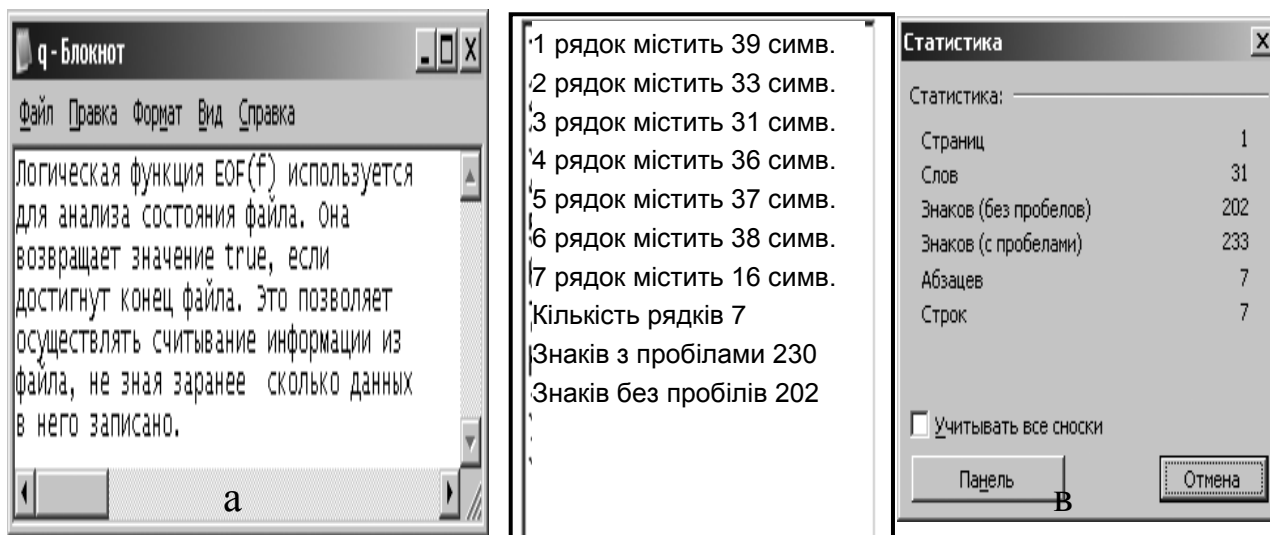 q - Блокнот
Файл Правка Формат Вид Справка
Логическая функция EOF(f) используется
для анализа состояния файла. Она
возвращает значение true, если
достигнут конец файла. Это позволяет
осуществлять считывание информации из
файла, не зная заранее  сколько данных
в него записано.
а
1 рядок містить 39 симв.
2 рядок містить 33 симв.
3 рядок містить 31 симв.
4 рядок містить 36 симв.
5 рядок містить 37 симв.
6 рядок містить 38 симв.
7 рядок містить 16 симв.
Кількість рядків 7
Знаків з пробілами 230
Знаків без пробілів 202
Статистика
Статистика:
Страниц 1
Слов 31
Знаков (без пробелов) 202
Знаков (с пробелами) 233
Абзацев 7
Строк 7
Учитывать все сноски
Панель Отмена
в